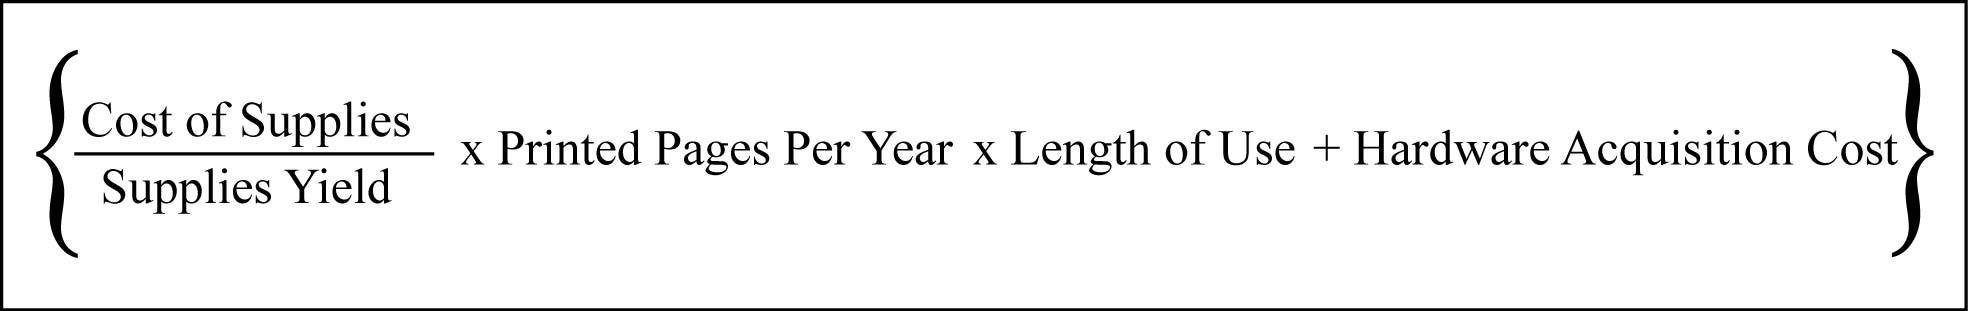 Cost of Supplies
Supplies Yield
x Printed Pages Per Year x Length of Use + Hardware Acquisition Cost